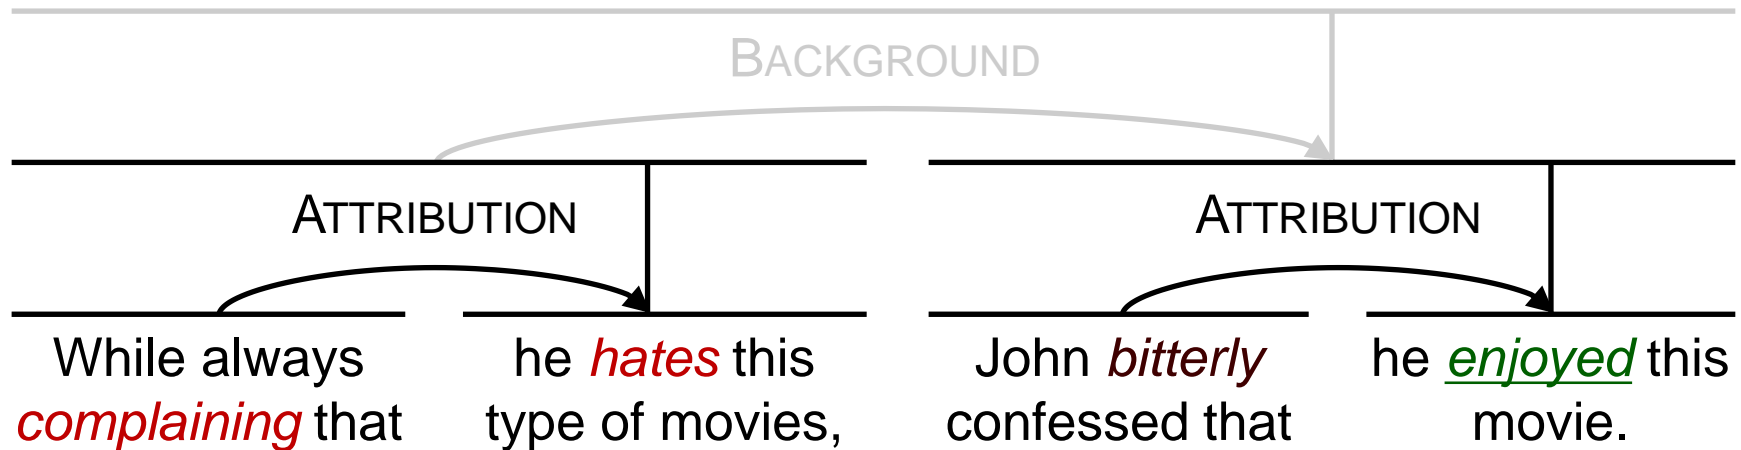 BACKGROUND
ATTRIBUTION
ATTRIBUTION
While always
complaining that
he hates this
type of movies,
John bitterly
confessed that
he enjoyed this
movie.